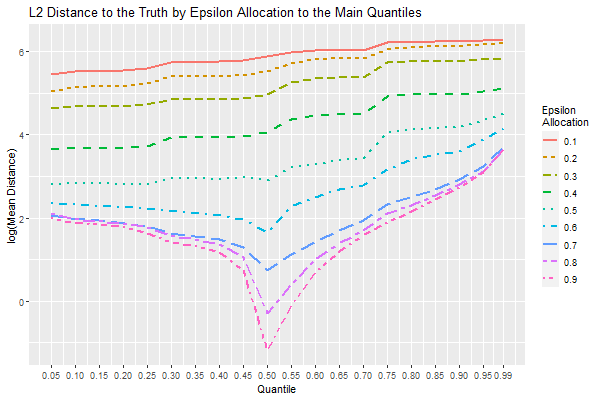 L2 Distance to the Truth by Epsilon Allocation to the Main Quantiles
log(Mean Distance)
6
4
2
0
0.05 0.10 0.15 0.20 0.25 0.30 0.35 0.40 0.45 0.50 0.55 0.60 0.65 0.70 0.75 0.80 0.85 0.90 0.95 0.99
Quantile
Epsilon
Allocation
0.1
0.2
0.3
0.4
0.5
0.6
0.7
0.8
0.9